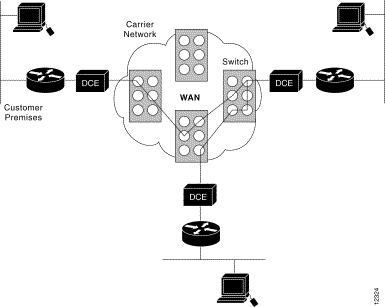 Carrier
Network
Switch
DCE
WAN
DCE
Customer
Premises
DCE
12324